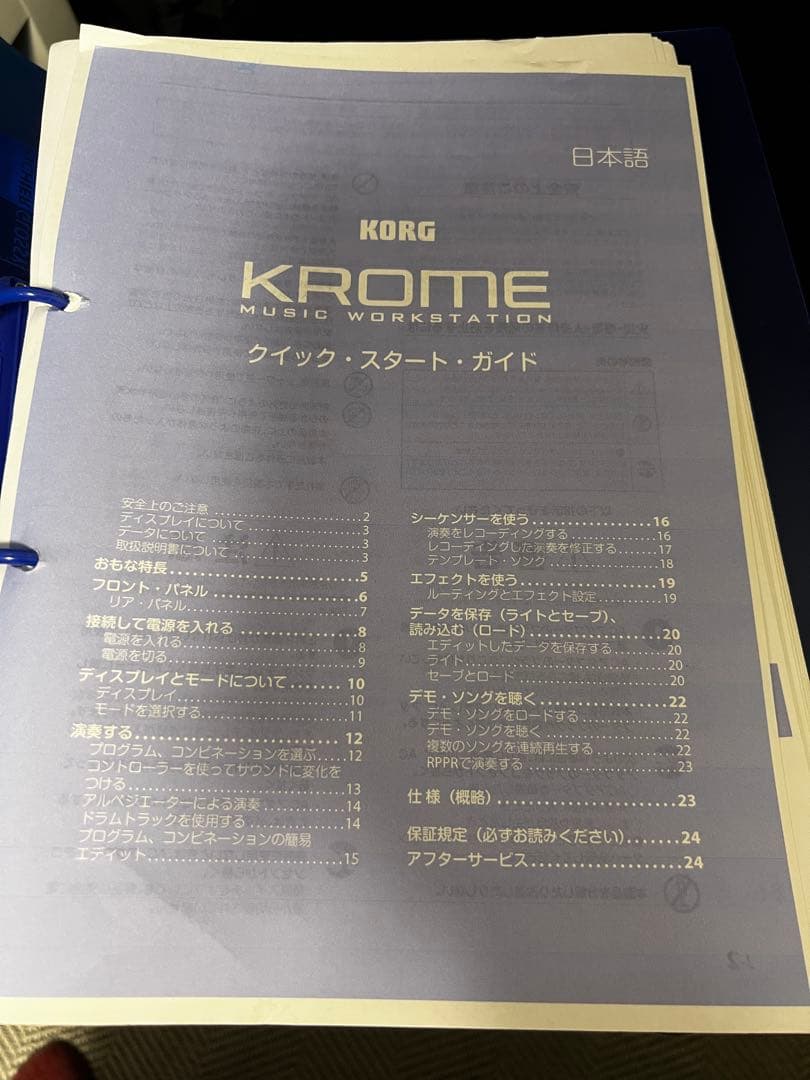 日本語
KORG
KROME
MUSIC WORKSTATION
クイック・スタート・ガイド
安全上のご注意 ........................ 2
ディスプレイについて ........................ 3
データについて ........................ 3
取扱説明書について ........................ 3
おもな特長 ........................ 5
フロント・パネル ........................ 6
リア・パネル ........................ 7
接続して電源を入れる ........................ 8
電源を入れる ........................ 8
電源を切る ........................ 9
ディスプレイとモードについて ....... 10
ディスプレイ ........................ 10
モードを選択する ........................ 11
演奏する ........................ 12
プログラム、コンビネーションを選ぶ ..... 12
コントローラーを使ってサウンドに変化を
つける ........................ 13
アルペジエーターによる演奏 ............ 14
ドラムトラックを使用する ............ 14
プログラム、コンビネーションの簡易
エディット ........................ 15
シーケンサーを使う ................. 16
演奏をレコーディングする ............ 16
レコーディングした演奏を修正する ....... 17
テンプレート・ソング ................. 18
エフェクトを使う ................. 19
ルーティングとエフェクト設定 ............ 19
データを保存（ライトとセーブ）、
読み込む（ロード） ................. 20
エディットしたデータを保存する ....... 20
ライト ........................ 20
セーブとロード ................. 20
デモ・ソングを聴く ................. 22
デモ・ソングをロードする ............ 22
デモ・ソングを聴く ................. 22
複数のソングを連続再生する ............ 22
RPPRで演奏する ................. 23
仕様（概略） ........................ 23
保証規定（必ずお読みください） ....... 24
アフターサービス ................. 24